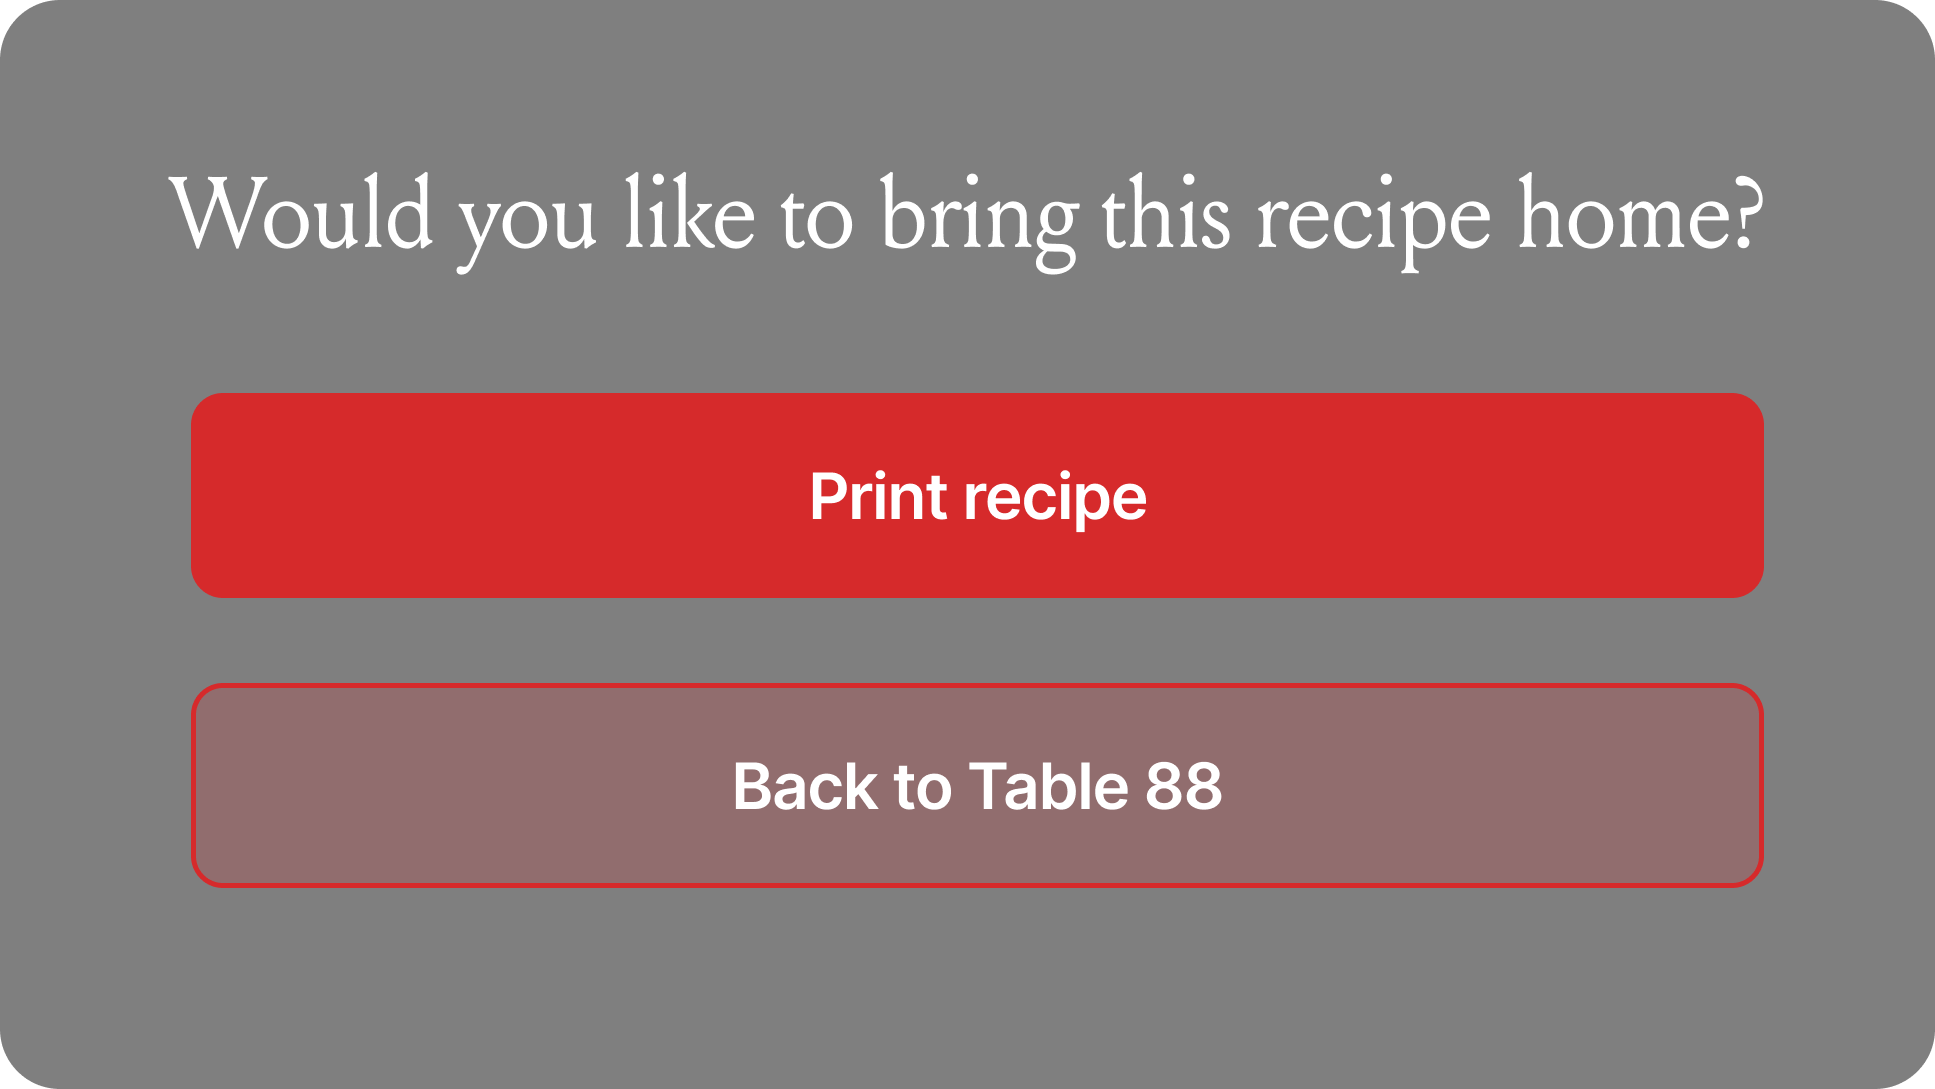 Would you like to bring this recipe home?
Print recipe
Back to Table 88